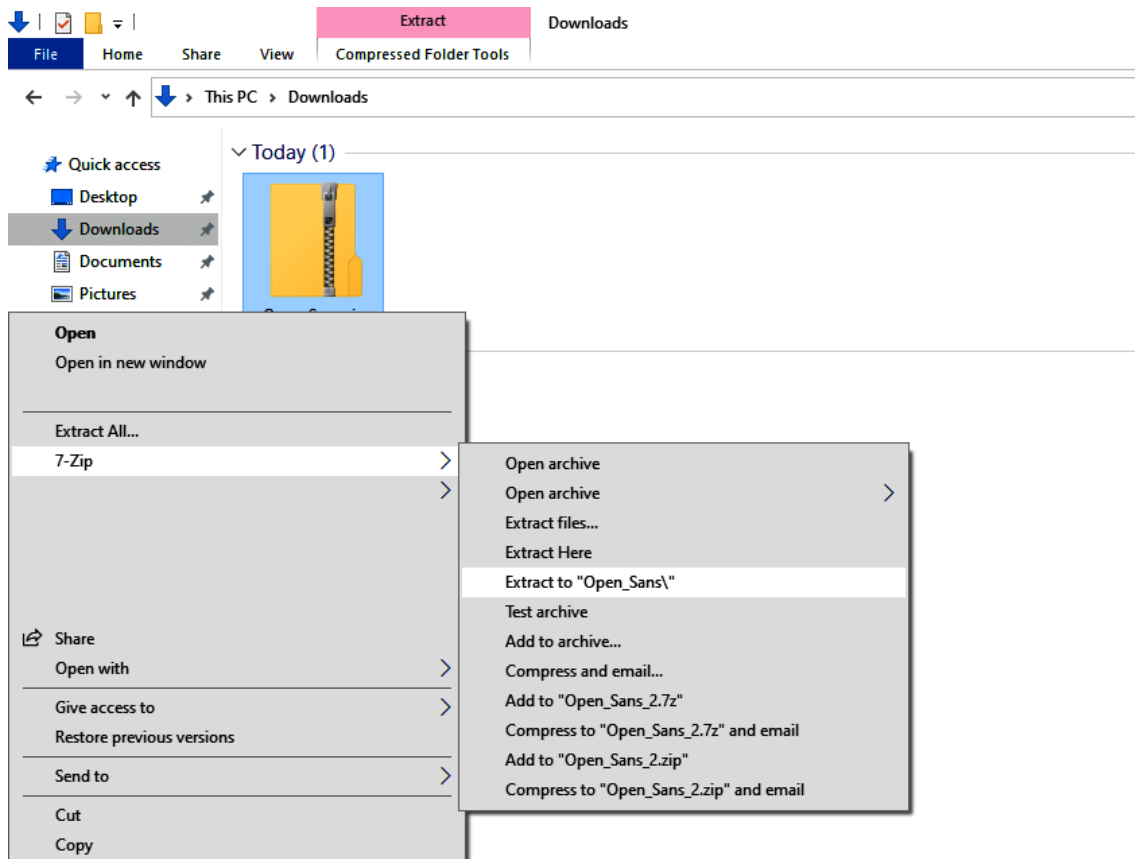 Extract
Downloads
File Home Share View Compressed Folder Tools
This PC > Downloads
Quick access
Desktop
Downloads
Documents
Pictures
Today (1)
Open
Open in new window
Extract All...
7-Zip
Share
Open with
Give access to
Restore previous versions
Send to
Cut
Copy
Open archive
Open archive
Extract files...
Extract Here
Extract to "Open_Sans\"
Test archive
Add to archive...
Compress and email...
Add to "Open_Sans_2.7z"
Compress to "Open_Sans_2.7z" and email
Add to "Open_Sans_2.zip"
Compress to "Open_Sans_2.zip" and email